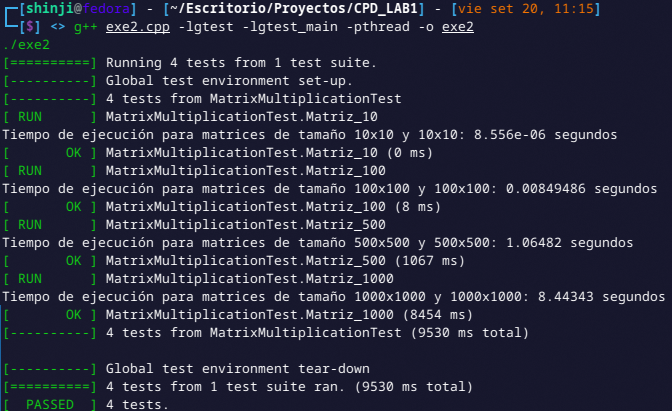 [shinji@fedora] - [~/Escritorio/Proyectos/CPD_LAB1] - [vie set 20, 11:15]
[$] <> g++ exe2.cpp -lgtest -lgtest_main -pthread -o exe2
./exe2
[==========] Running 4 tests from 1 test suite.
[----------] Global test environment set-up.
[----------] 4 tests from MatrixMultiplicationTest
[ RUN      ] MatrixMultiplicationTest.Matriz_10
Tiempo de ejecución para matrices de tamaño 10x10 y 10x10: 8.556e-06 segundos
[       OK ] MatrixMultiplicationTest.Matriz_10 (0 ms)
[ RUN      ] MatrixMultiplicationTest.Matriz_100
Tiempo de ejecución para matrices de tamaño 100x100 y 100x100: 0.00849486 segundos
[       OK ] MatrixMultiplicationTest.Matriz_100 (8 ms)
[ RUN      ] MatrixMultiplicationTest.Matriz_500
Tiempo de ejecución para matrices de tamaño 500x500 y 500x500: 1.06482 segundos
[       OK ] MatrixMultiplicationTest.Matriz_500 (1067 ms)
[ RUN      ] MatrixMultiplicationTest.Matriz_1000
Tiempo de ejecución para matrices de tamaño 1000x1000 y 1000x1000: 8.44343 segundos
[       OK ] MatrixMultiplicationTest.Matriz_1000 (8454 ms)
[----------] 4 tests from MatrixMultiplicationTest (9530 ms total)
[----------] Global test environment tear-down
[==========] 4 tests from 1 test suite ran. (9530 ms total)
[  PASSED  ] 4 tests.